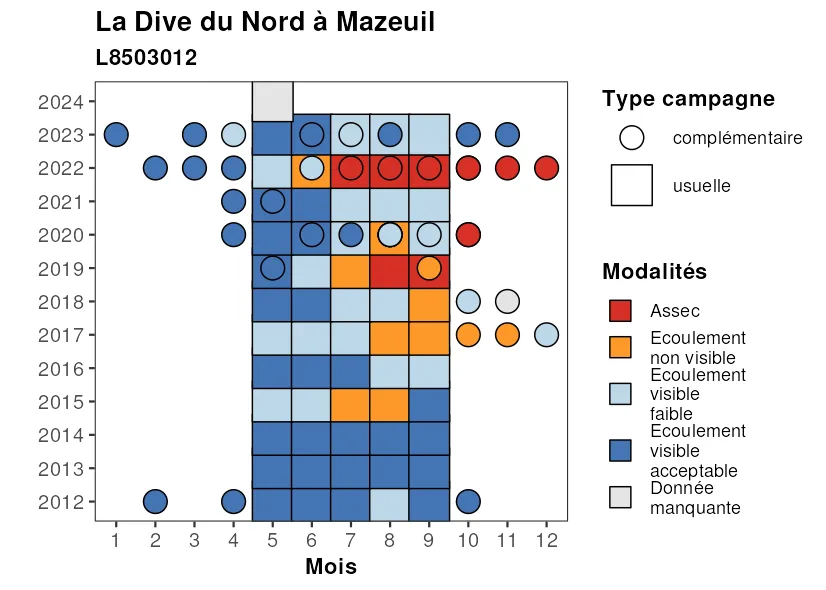 La Dive du Nord à Mazeuil
L8503012
2024
2023
2022
2021
2020
2019
2018
2017
2016
2015
2014
2013
2012
1 2 3 4 5 6 7 8 9 10 11 12
Mois
Type campagne
complémentaire
usuelle
Modalités
Assec
Ecoulement
non visible
Ecoulement
visible
faible
Ecoulement
visible
acceptable
Donnée
manquante